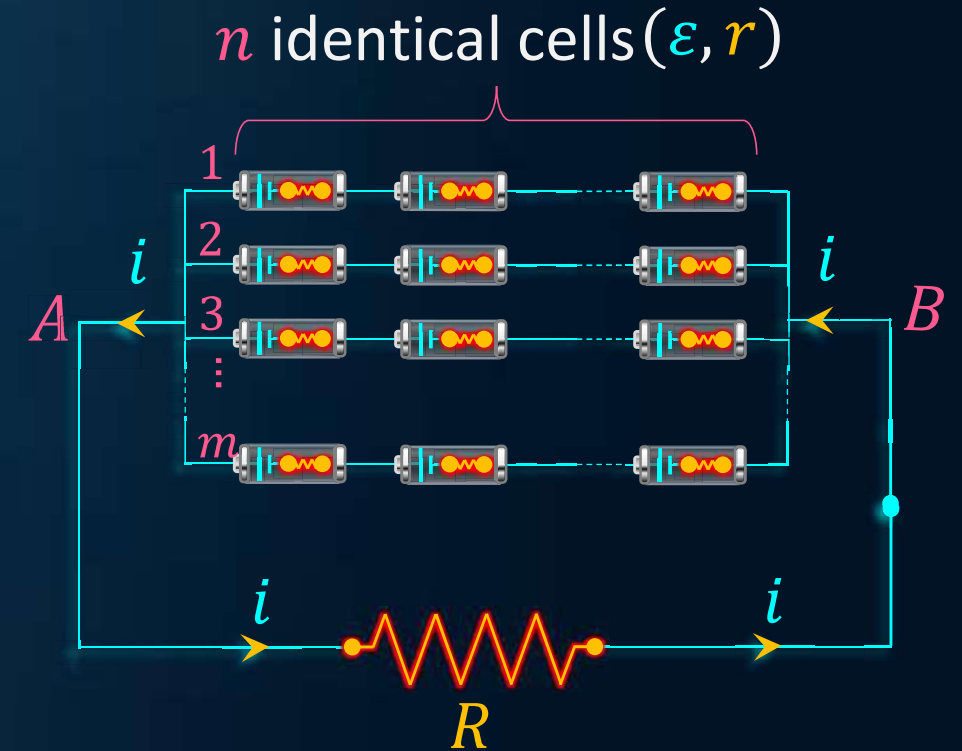 n identical cells(ε, r)
1
2
i
i
A
3
B
⋮
m
i
i
R